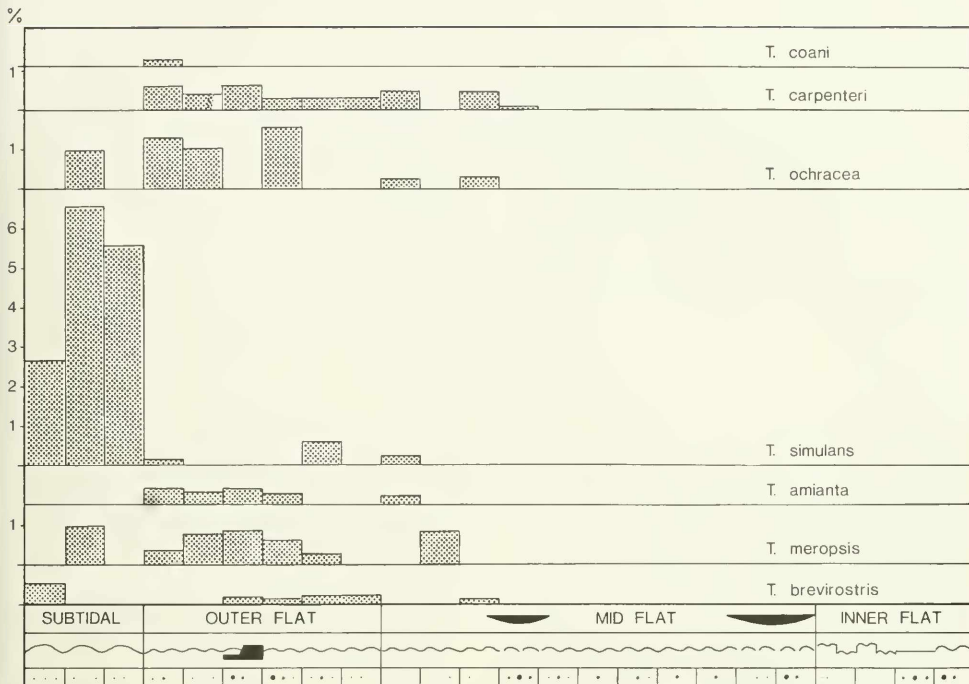 %
T. coani
1
T. carpenteri
1
T. ochracea
6
5
4
3
2
1
T. simulans
T. amianta
1
T. meropsis
T. brevirostris
SUBTIDAL OUTER FLAT MID FLAT INNER FLAT